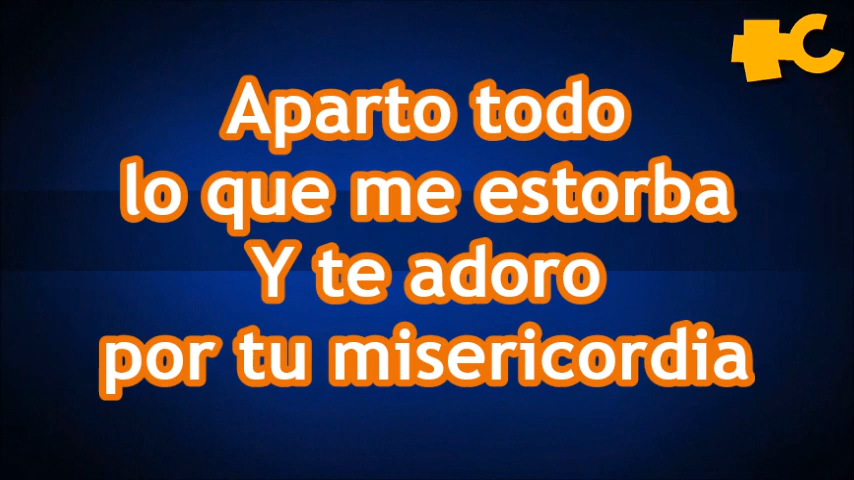 Aparto todo
lo que me estorba
Y te adoro
por tu misericordia